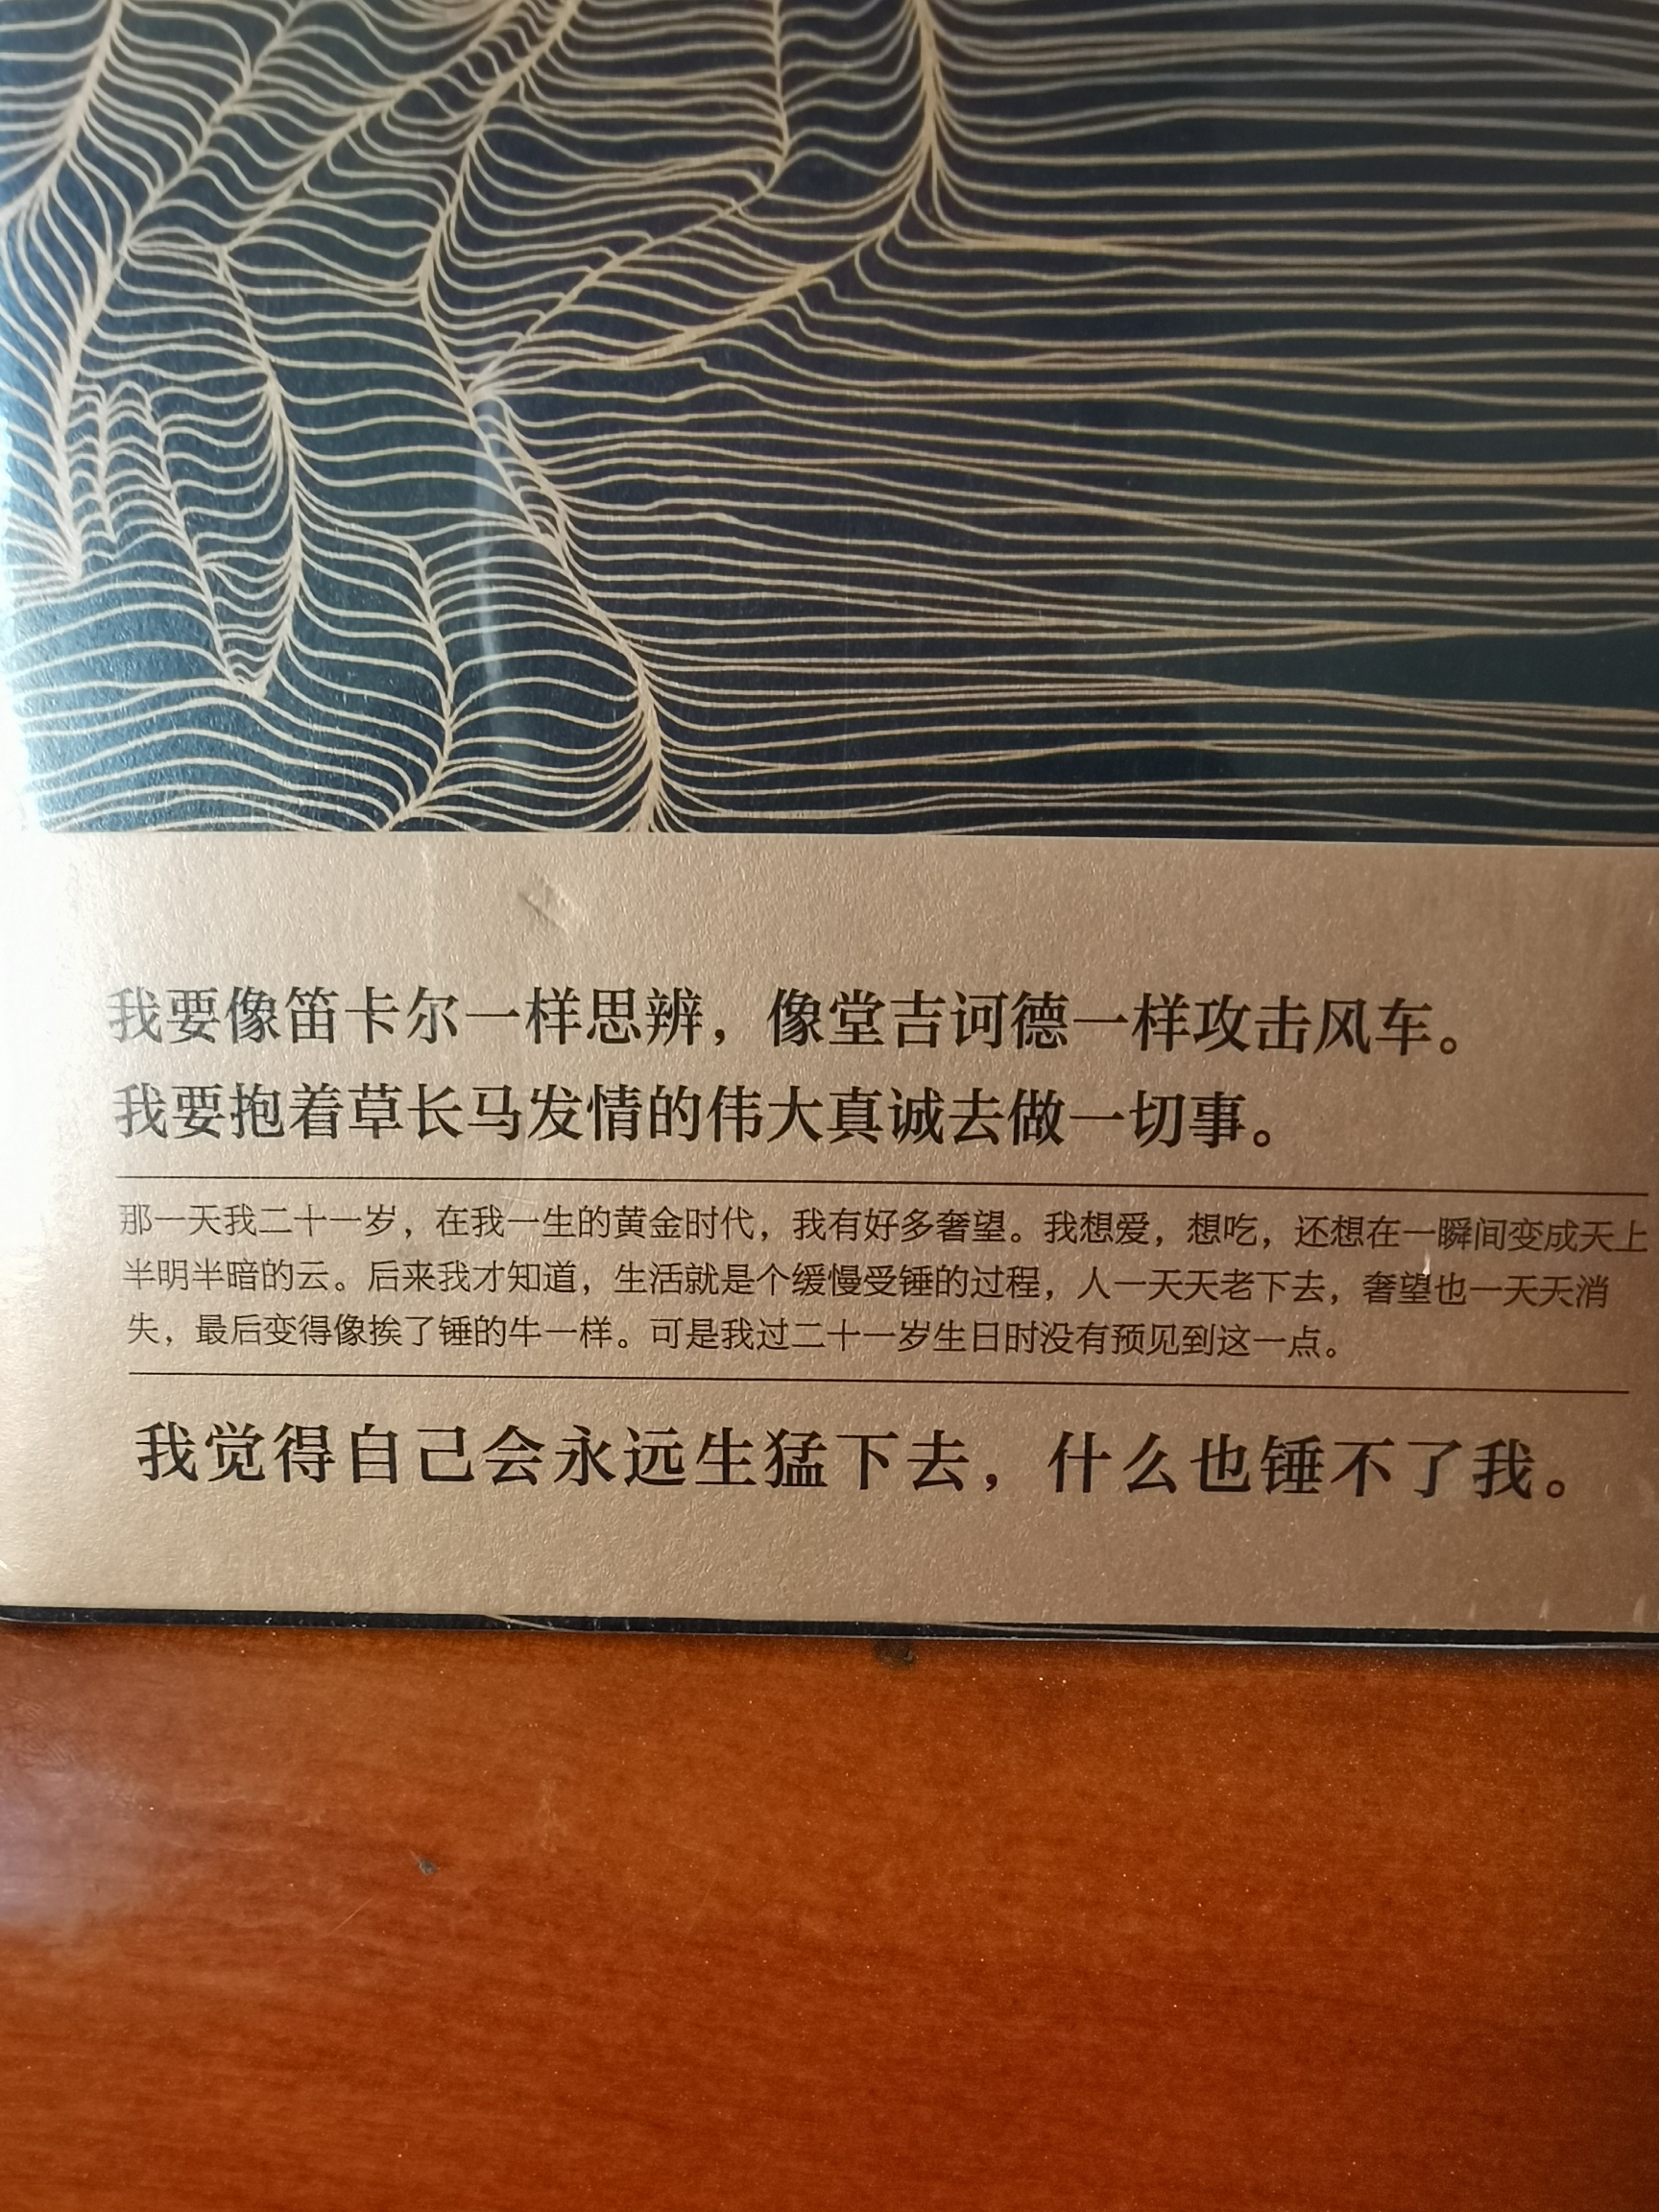 我要像笛卡尔一样思辨，像堂吉诃德一样攻击风车。
我要抱着草长马发情的伟大真诚去做一切事。
那一天我二十一岁，在我一生的黄金时代，我有好多奢望。我想爱，想吃，还想在一瞬间变成天上
半明半暗的云。后来我才知道，生活就是个缓慢受锤的过程，人一天天老下去，奢望也一天天消
失，最后变得像挨了锤的牛一样。可是我过二十一岁生日时没有预见到这一点。
我觉得自己会永远生猛下去，什么也锤不了我。